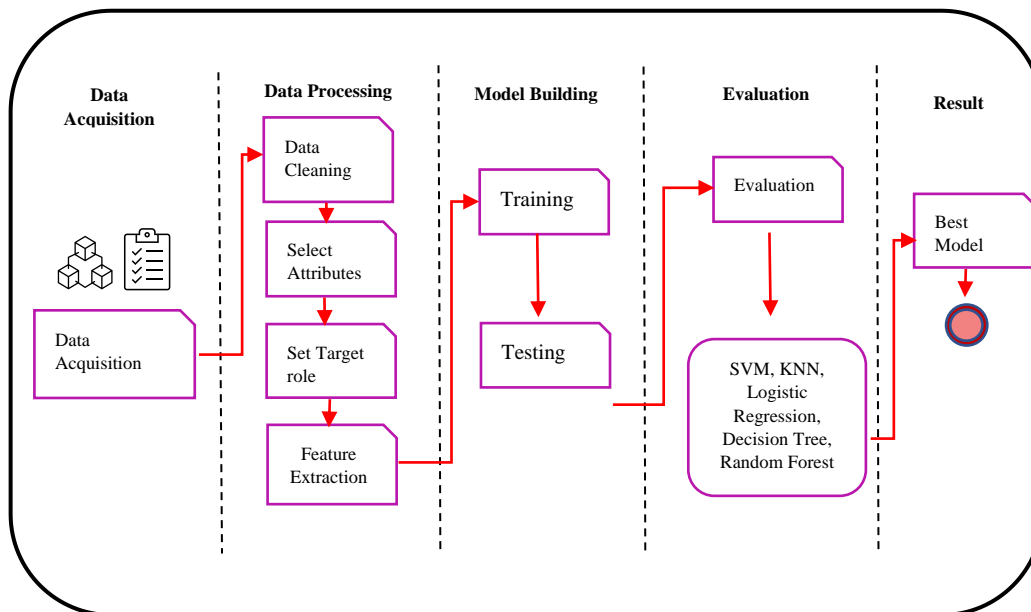 Data
Acquisition
Data Processing
Model Building
Evaluation
Result
Data
Acquisition
Data
Cleaning
Select
Attributes
Set Target
role
Feature
Extraction
Training
Testing
Evaluation
SVM, KNN,
Logistic
Regression,
Decision Tree,
Random Forest
Best
Model